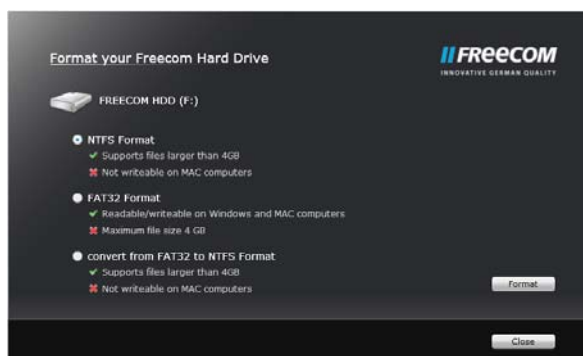 Format your Freecom Hard Drive
FREECOM
INNOVATIVE GERMAN QUALITY
FREECOM HDD (F:)
NTFS Format
Supports files larger than 4GB
Not writeable on MAC computers
FAT32 Format
Readable/writeable on Windows and MAC computers
Maximum file size 4 GB
convert from FAT32 to NTFS Format
Supports files larger than 4GB
Not writeable on MAC computers
Format
Close